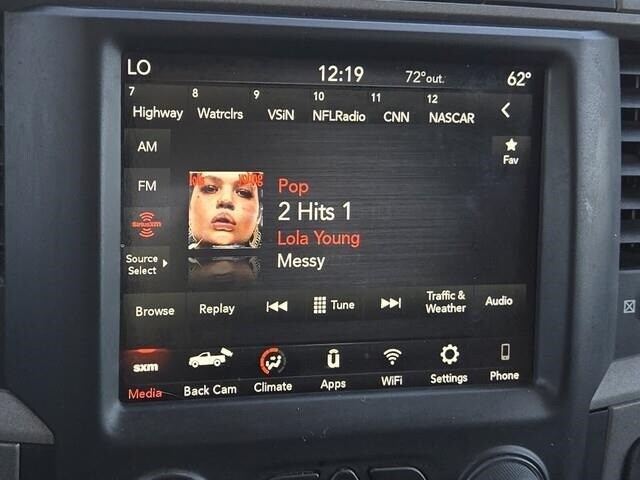 LO 12:19 72°out. 62°
7 8 9 10 11 12
Highway Watrclrs VSiN NFLRadio CNN NASCAR
AM
Fav
FM
Pop
2 Hits 1
SiriusXM
Lola Young
Source
Select
Messy
Browse Replay Tune Traffic &
Weather Audio
sxm
Media Back Cam Climate Apps WiFi Settings Phone